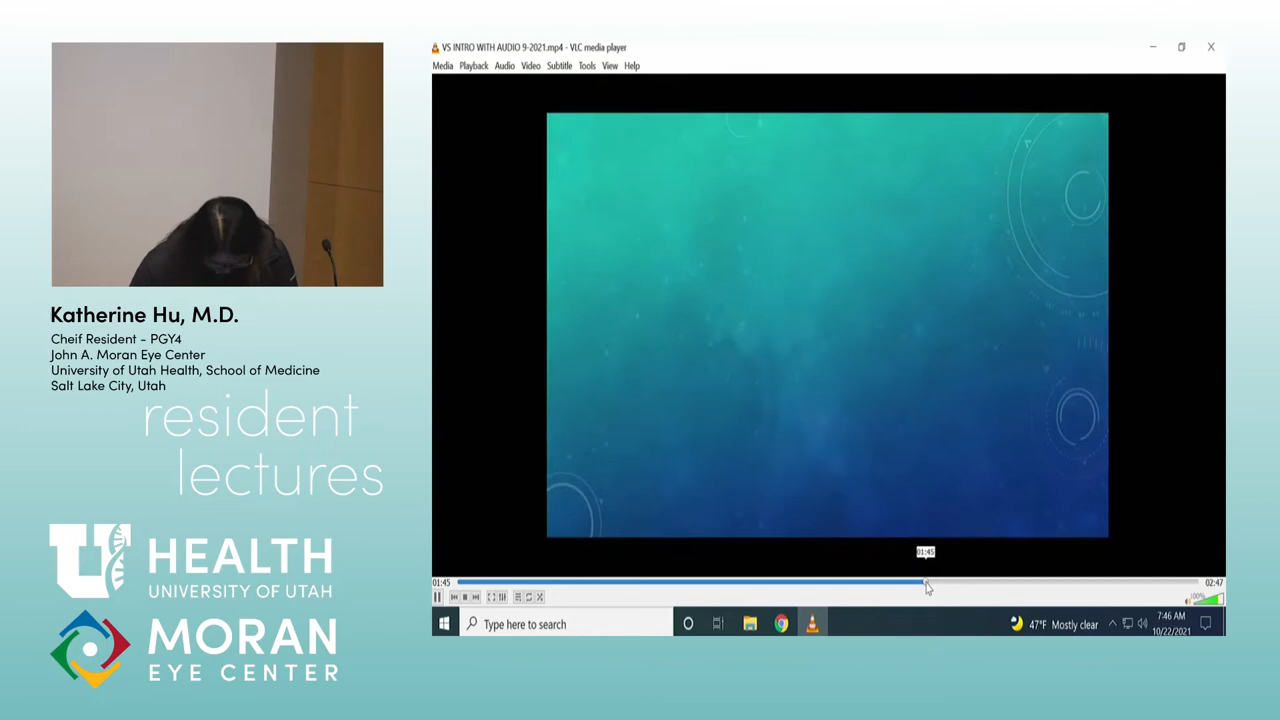 VS INTRO WITH AUDIO 9-2021.mp4 - VLC media player
Media Playback Audio Video Subtitle Tools View Help
Katherine Hu, M.D.
Cheif Resident - PGY4
John A. Moran Eye Center
University of Utah Health, School of Medicine
Salt Lake City, Utah
resident
lectures
U HEALTH
UNIVERSITY OF UTAH
MORAN
EYE CENTER
01:45
01:45
02:47
100%
Type here to search
47°F Mostly clear
7:46 AM
10/22/2021